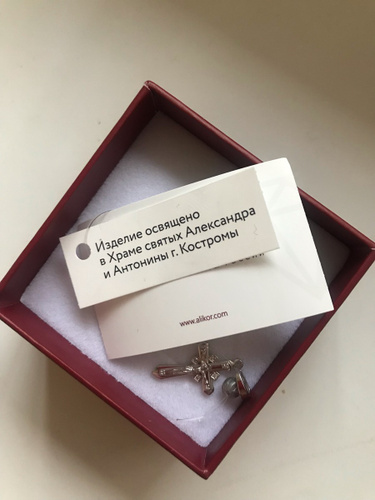 Изделие освящено
в Храме святых Александра
и Антонины г. Костромы
www.alikor.com